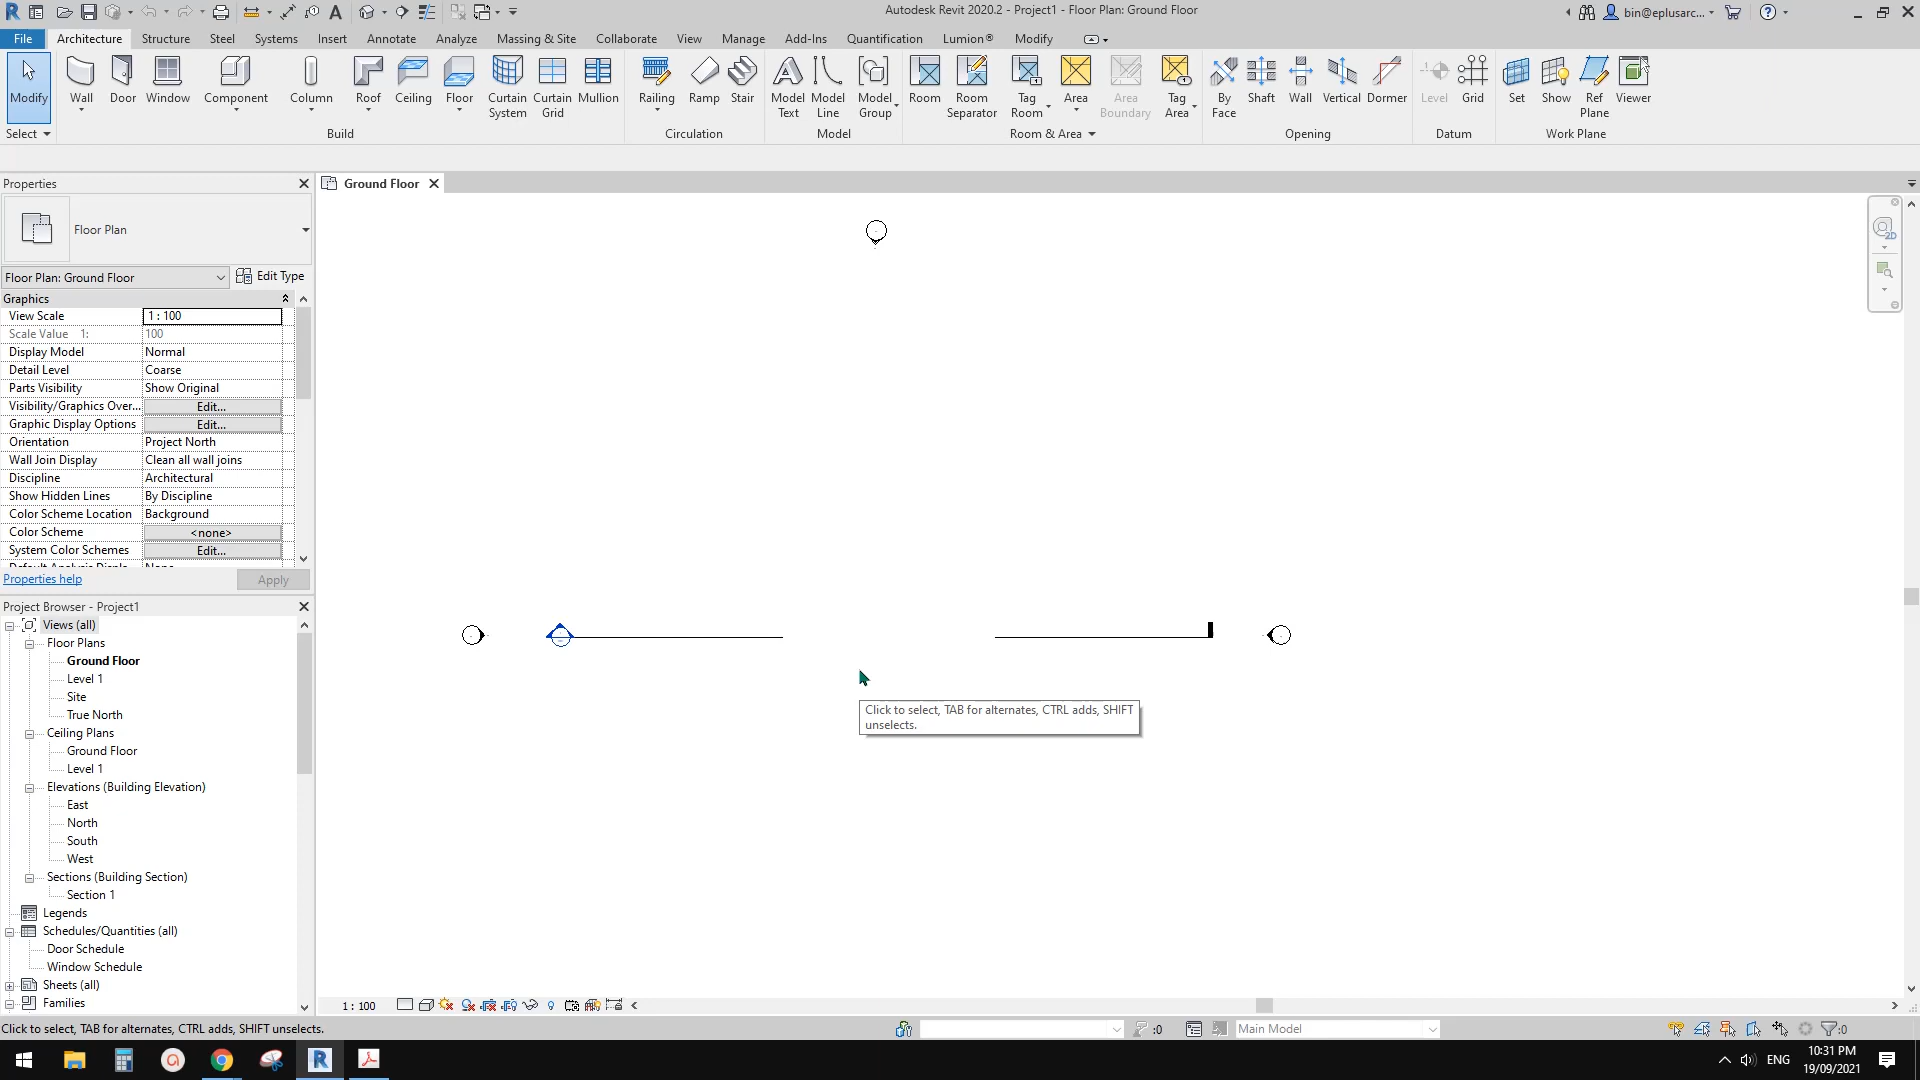 Autodesk Revit 2020.2 - Project1 - Floor Plan: Ground Floor
bin@eplusarc...
File Architecture Structure Steel Systems Insert Annotate Analyze Massing & Site Collaborate View Manage Add-Ins Quantification Lumion® Modify
Modify Wall Door Window Component Column Roof Ceiling Floor Curtain System Curtain Grid Mullion Railing Ramp Stair Model Text Model Line Model Group Room Room Separator Tag Room Area Area Boundary Tag Area By Face Shaft Wall Vertical Dormer Level Grid Set Show Ref Plane Viewer
Select Build Circulation Model Room & Area Opening Datum Work Plane
Properties
Ground Floor
Floor Plan
Floor Plan: Ground Floor Edit Type
Graphics
View Scale 1 : 100
Scale Value 1: 100
Display Model Normal
Detail Level Coarse
Parts Visibility Show Original
Visibility/Graphics Over... Edit...
Graphic Display Options Edit...
Orientation Project North
Wall Join Display Clean all wall joins
Discipline Architectural
Show Hidden Lines By Discipline
Color Scheme Location Background
Color Scheme <none>
System Color Schemes Edit...
Properties help Apply
Project Browser - Project1
Views (all)
Floor Plans
Ground Floor
Level 1
Site
True North
Ceiling Plans
Ground Floor
Level 1
Elevations (Building Elevation)
East
North
South
West
Sections (Building Section)
Section 1
Legends
Schedules/Quantities (all)
Door Schedule
Window Schedule
Sheets (all)
Families
Click to select, TAB for alternates, CTRL adds, SHIFT
unselects.
1 : 100
Click to select, TAB for alternates, CTRL adds, SHIFT unselects.
:0
Main Model
:0
ENG
10:31 PM
19/09/2021